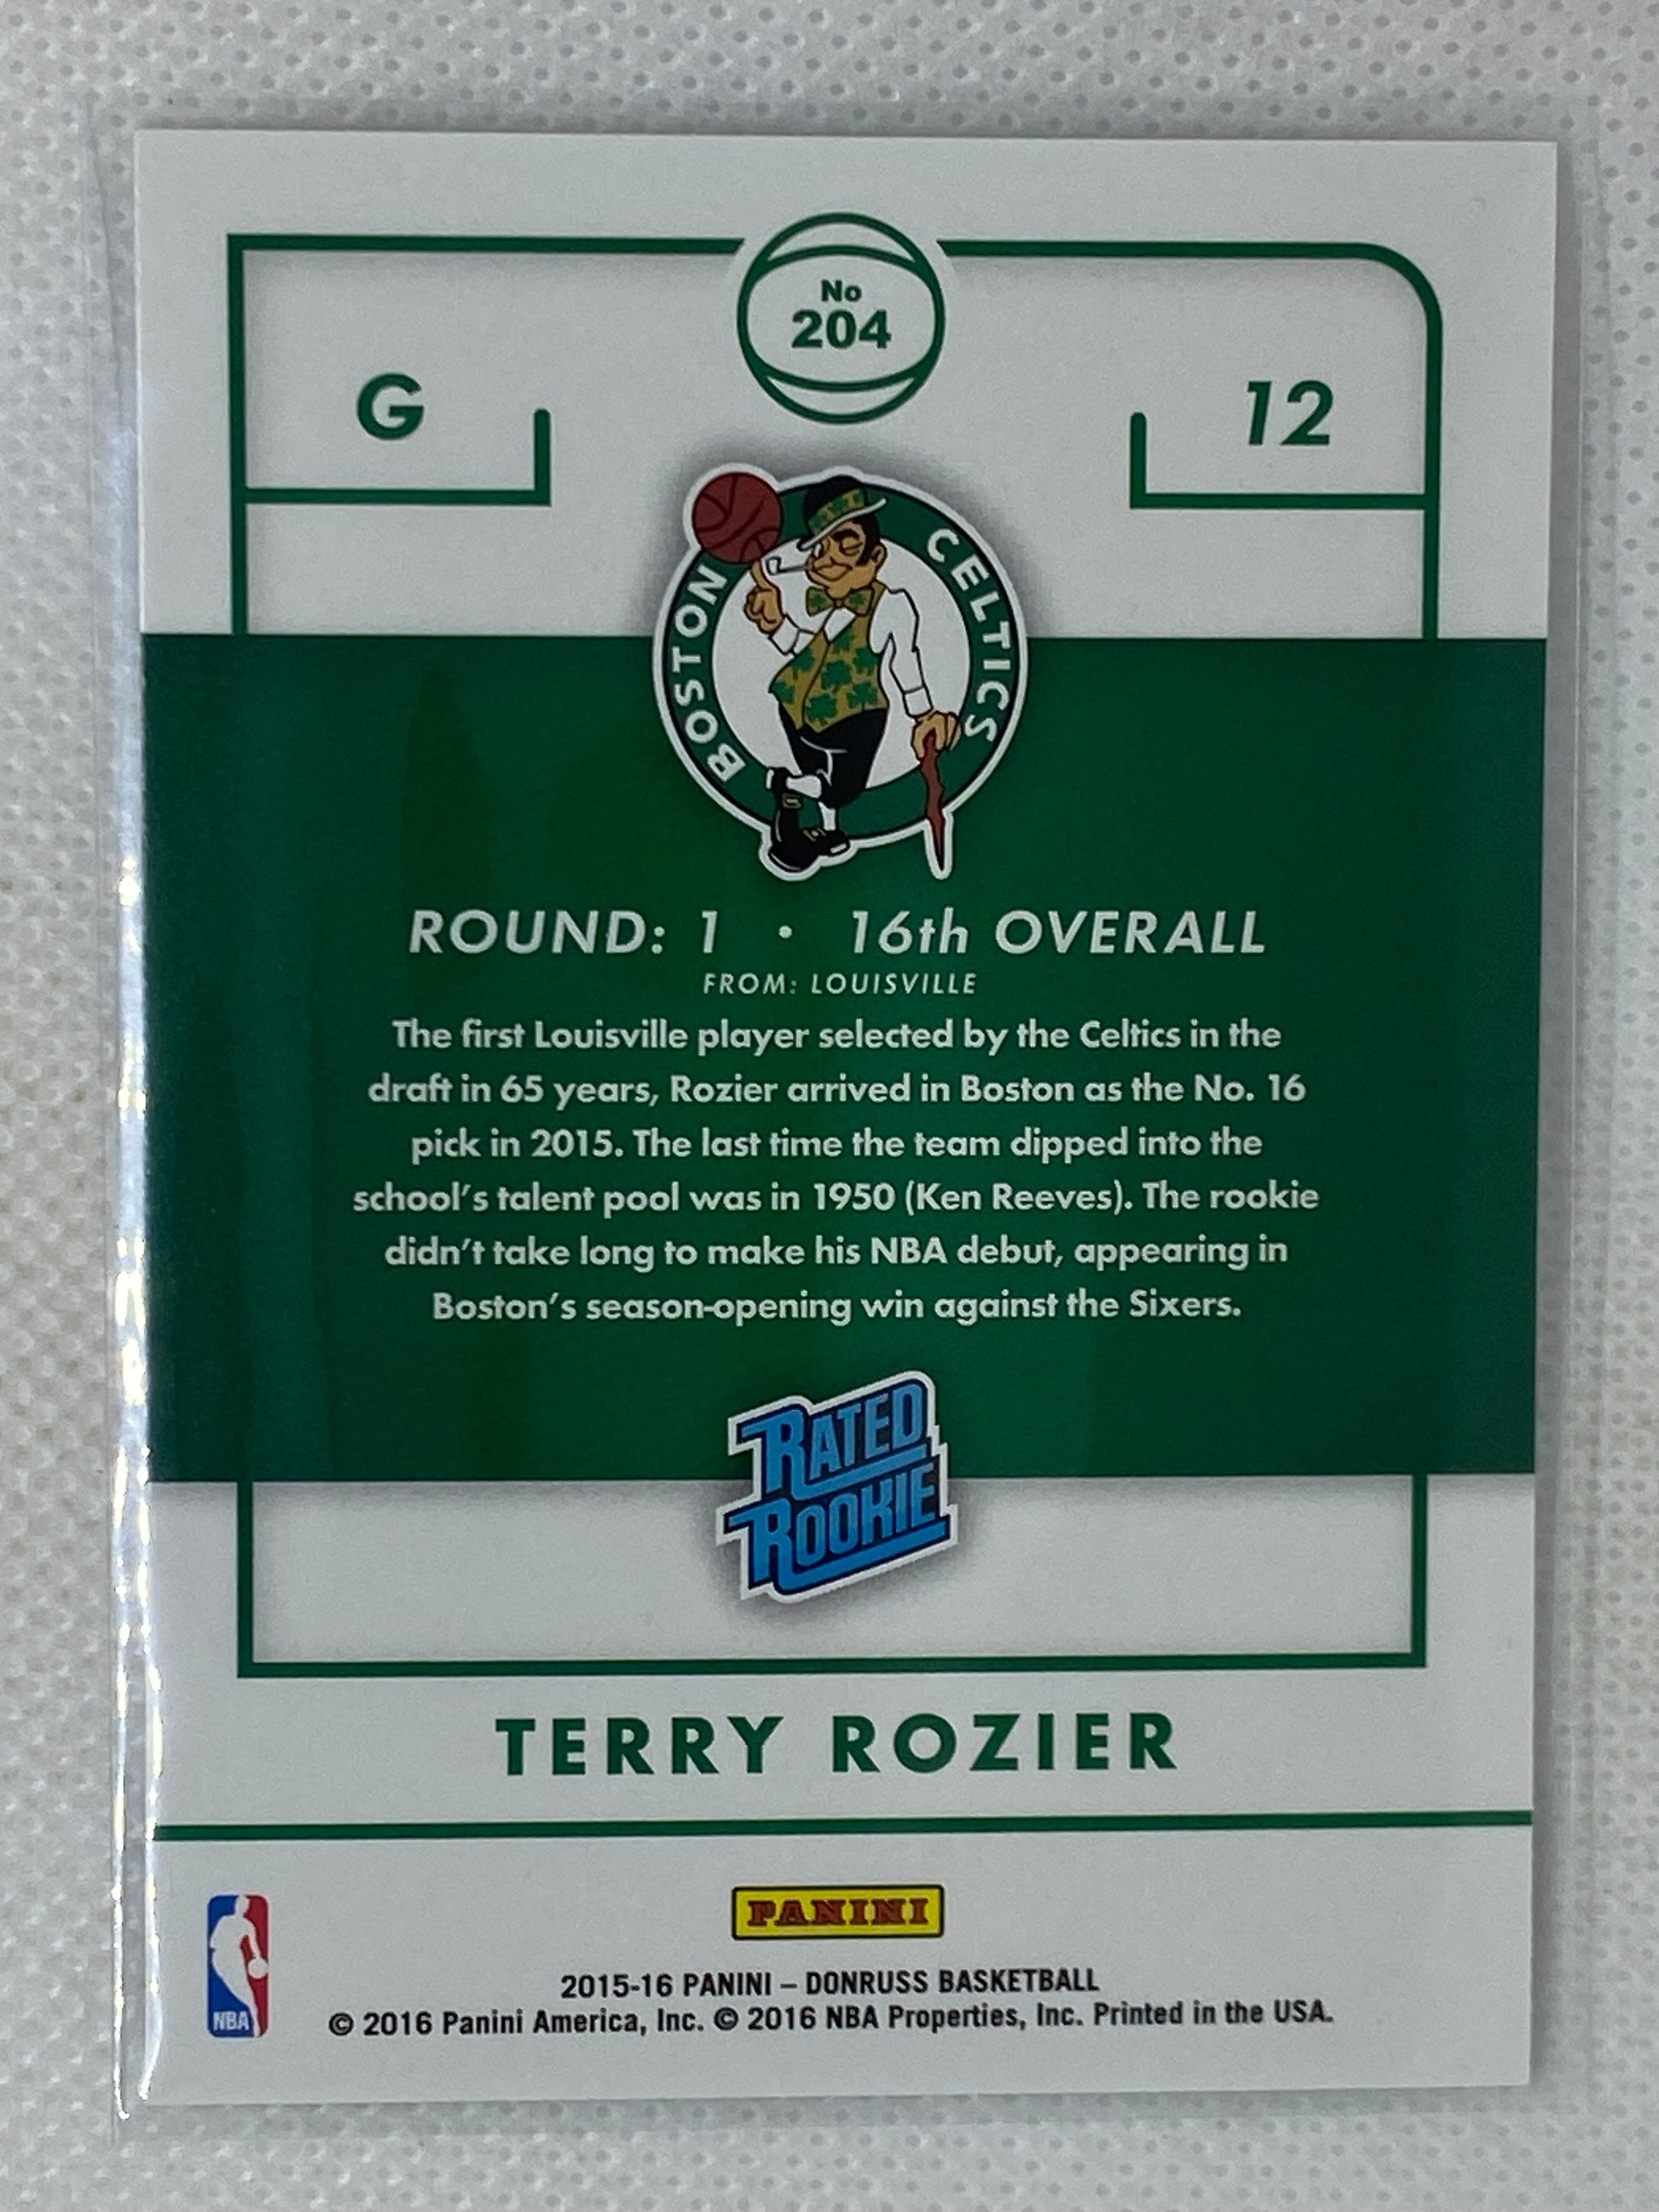 No
204
G
12
BOSTON CELTICS
ROUND: 1 • 16th OVERALL
FROM: LOUISVILLE
The first Louisville player selected by the Celtics in the
draft in 65 years, Rozier arrived in Boston as the No. 16
pick in 2015. The last time the team dipped into the
school's talent pool was in 1950 (Ken Reeves). The rookie
didn't take long to make his NBA debut, appearing in
Boston's season-opening win against the Sixers.
RATED
ROOKIE
TERRY ROZIER
PANINI
NBA
2015-16 PANINI – DONRUSS BASKETBALL
© 2016 Panini America, Inc. © 2016 NBA Properties, Inc. Printed in the USA.